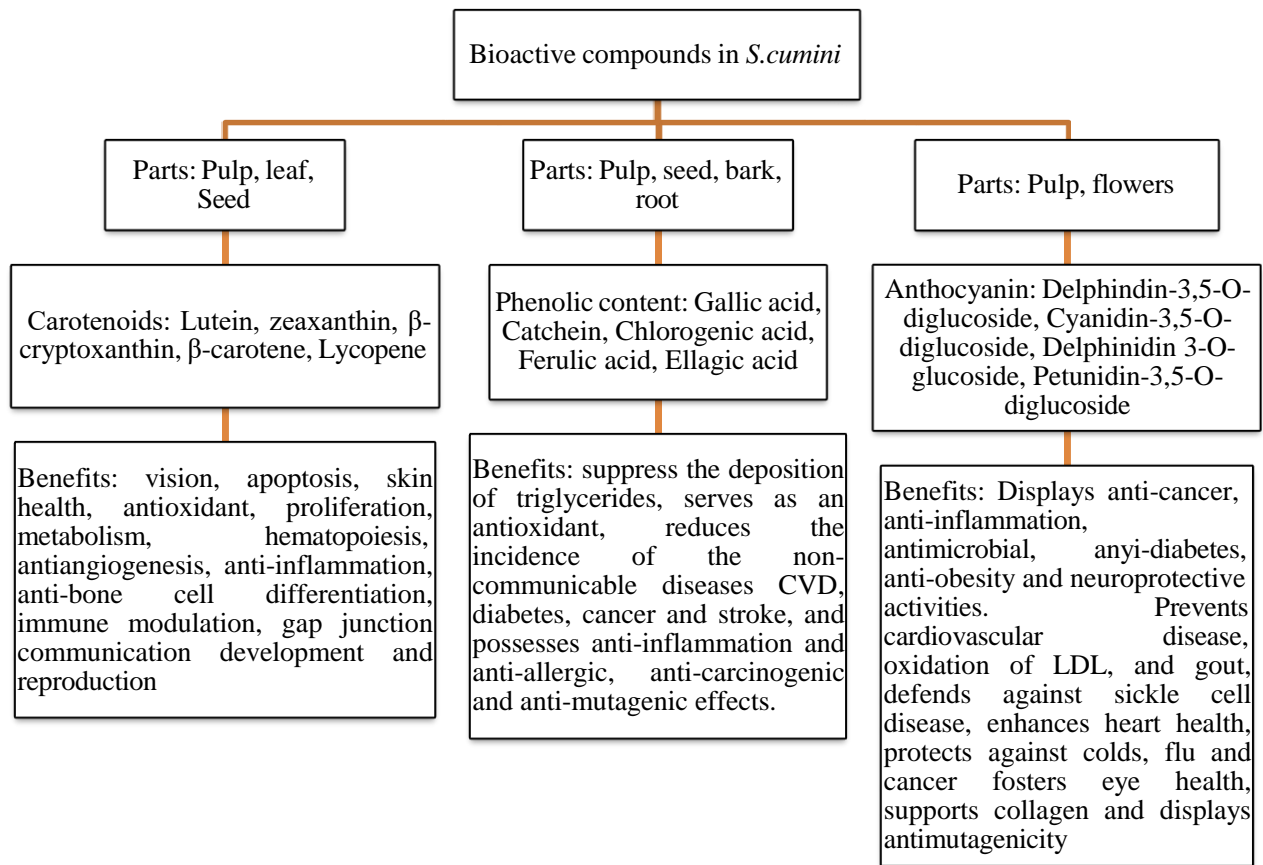 Bioactive compounds in S.cumini
Parts: Pulp, leaf,
Seed
Parts: Pulp, seed, bark,
root
Parts: Pulp, flowers
Carotenoids: Lutein, zeaxanthin, β-
cryptoxanthin, β-carotene, Lycopene
Phenolic content: Gallic acid,
Catchein, Chlorogenic acid,
Ferulic acid, Ellagic acid
Anthocyanin: Delphindin-3,5-O-
diglucoside, Cyanidin-3,5-O-
diglucoside, Delphinidin 3-O-
glucoside, Petunidin-3,5-O-
diglucoside
Benefits: vision, apoptosis, skin
health, antioxidant, proliferation,
metabolism, hematopoiesis,
antiangiogenesis, anti-inflammation,
anti-bone cell differentiation,
immune modulation, gap junction
communication development and
reproduction
Benefits: suppress the deposition
of triglycerides, serves as an
antioxidant, reduces the
incidence of the non-
communicable diseases CVD,
diabetes, cancer and stroke, and
possesses anti-inflammation and
anti-allergic, anti-carcinogenic
and anti-mutagenic effects.
Benefits: Displays anti-cancer,
anti-inflammation,
antimicrobial, anyi-diabetes,
anti-obesity and neuroprotective
activities. Prevents
cardiovascular disease,
oxidation of LDL, and gout,
defends against sickle cell
disease, enhances heart health,
protects against colds, flu and
cancer fosters eye health,
supports collagen and displays
antimutagenicity